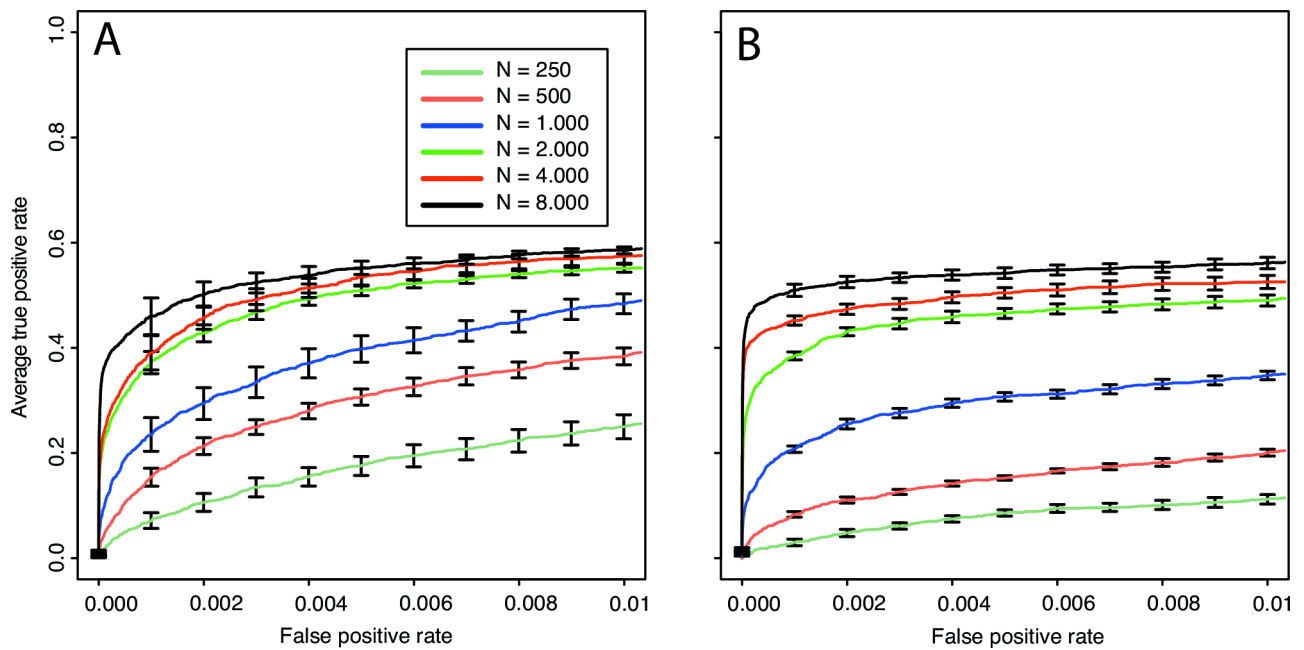 A
B
N = 250
N = 500
N = 1.000
N = 2.000
N = 4.000
N = 8.000
Average true positive rate
1.0
0.8
0.6
0.4
0.2
0.0
0.000 0.002 0.004 0.006 0.008 0.01
0.000 0.002 0.004 0.006 0.008 0.01
False positive rate
False positive rate